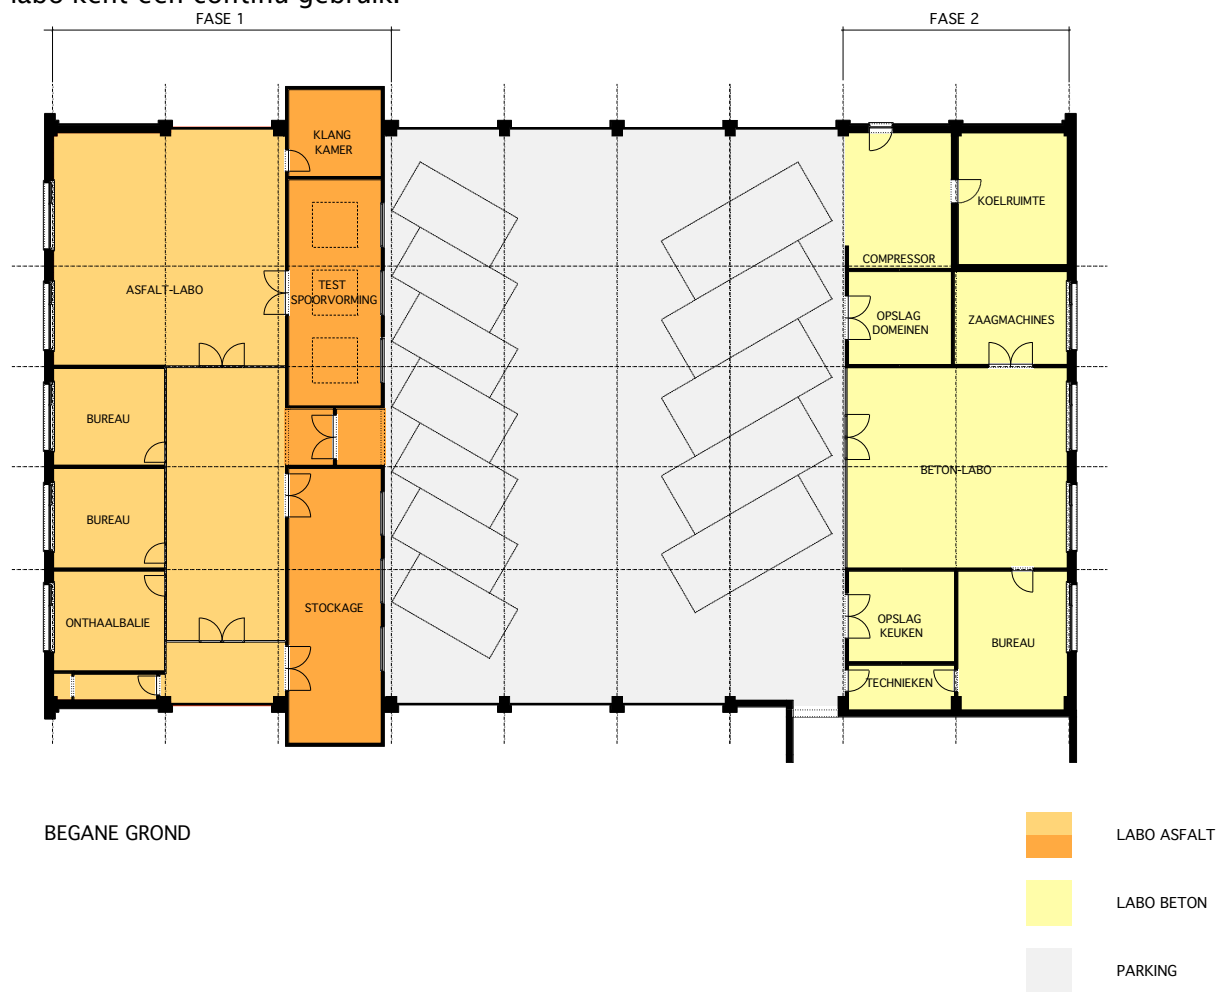 labo kent een continu gebruik.
FASE 1
FASE 2
KLANG
KAMER
KOELRUIMTE
COMPRESSOR
ASFALT-LABO
TEST
SPOORVORMING
OPSLAG
DOMEINEN
ZAAGMACHINES
BUREAU
BETON-LABO
BUREAU
STOCKAGE
ONTHAALBALIE
OPSLAG
KEUKEN
BUREAU
TECHNIEKEN
BEGANE GROND
LABO ASFALT
LABO BETON
PARKING